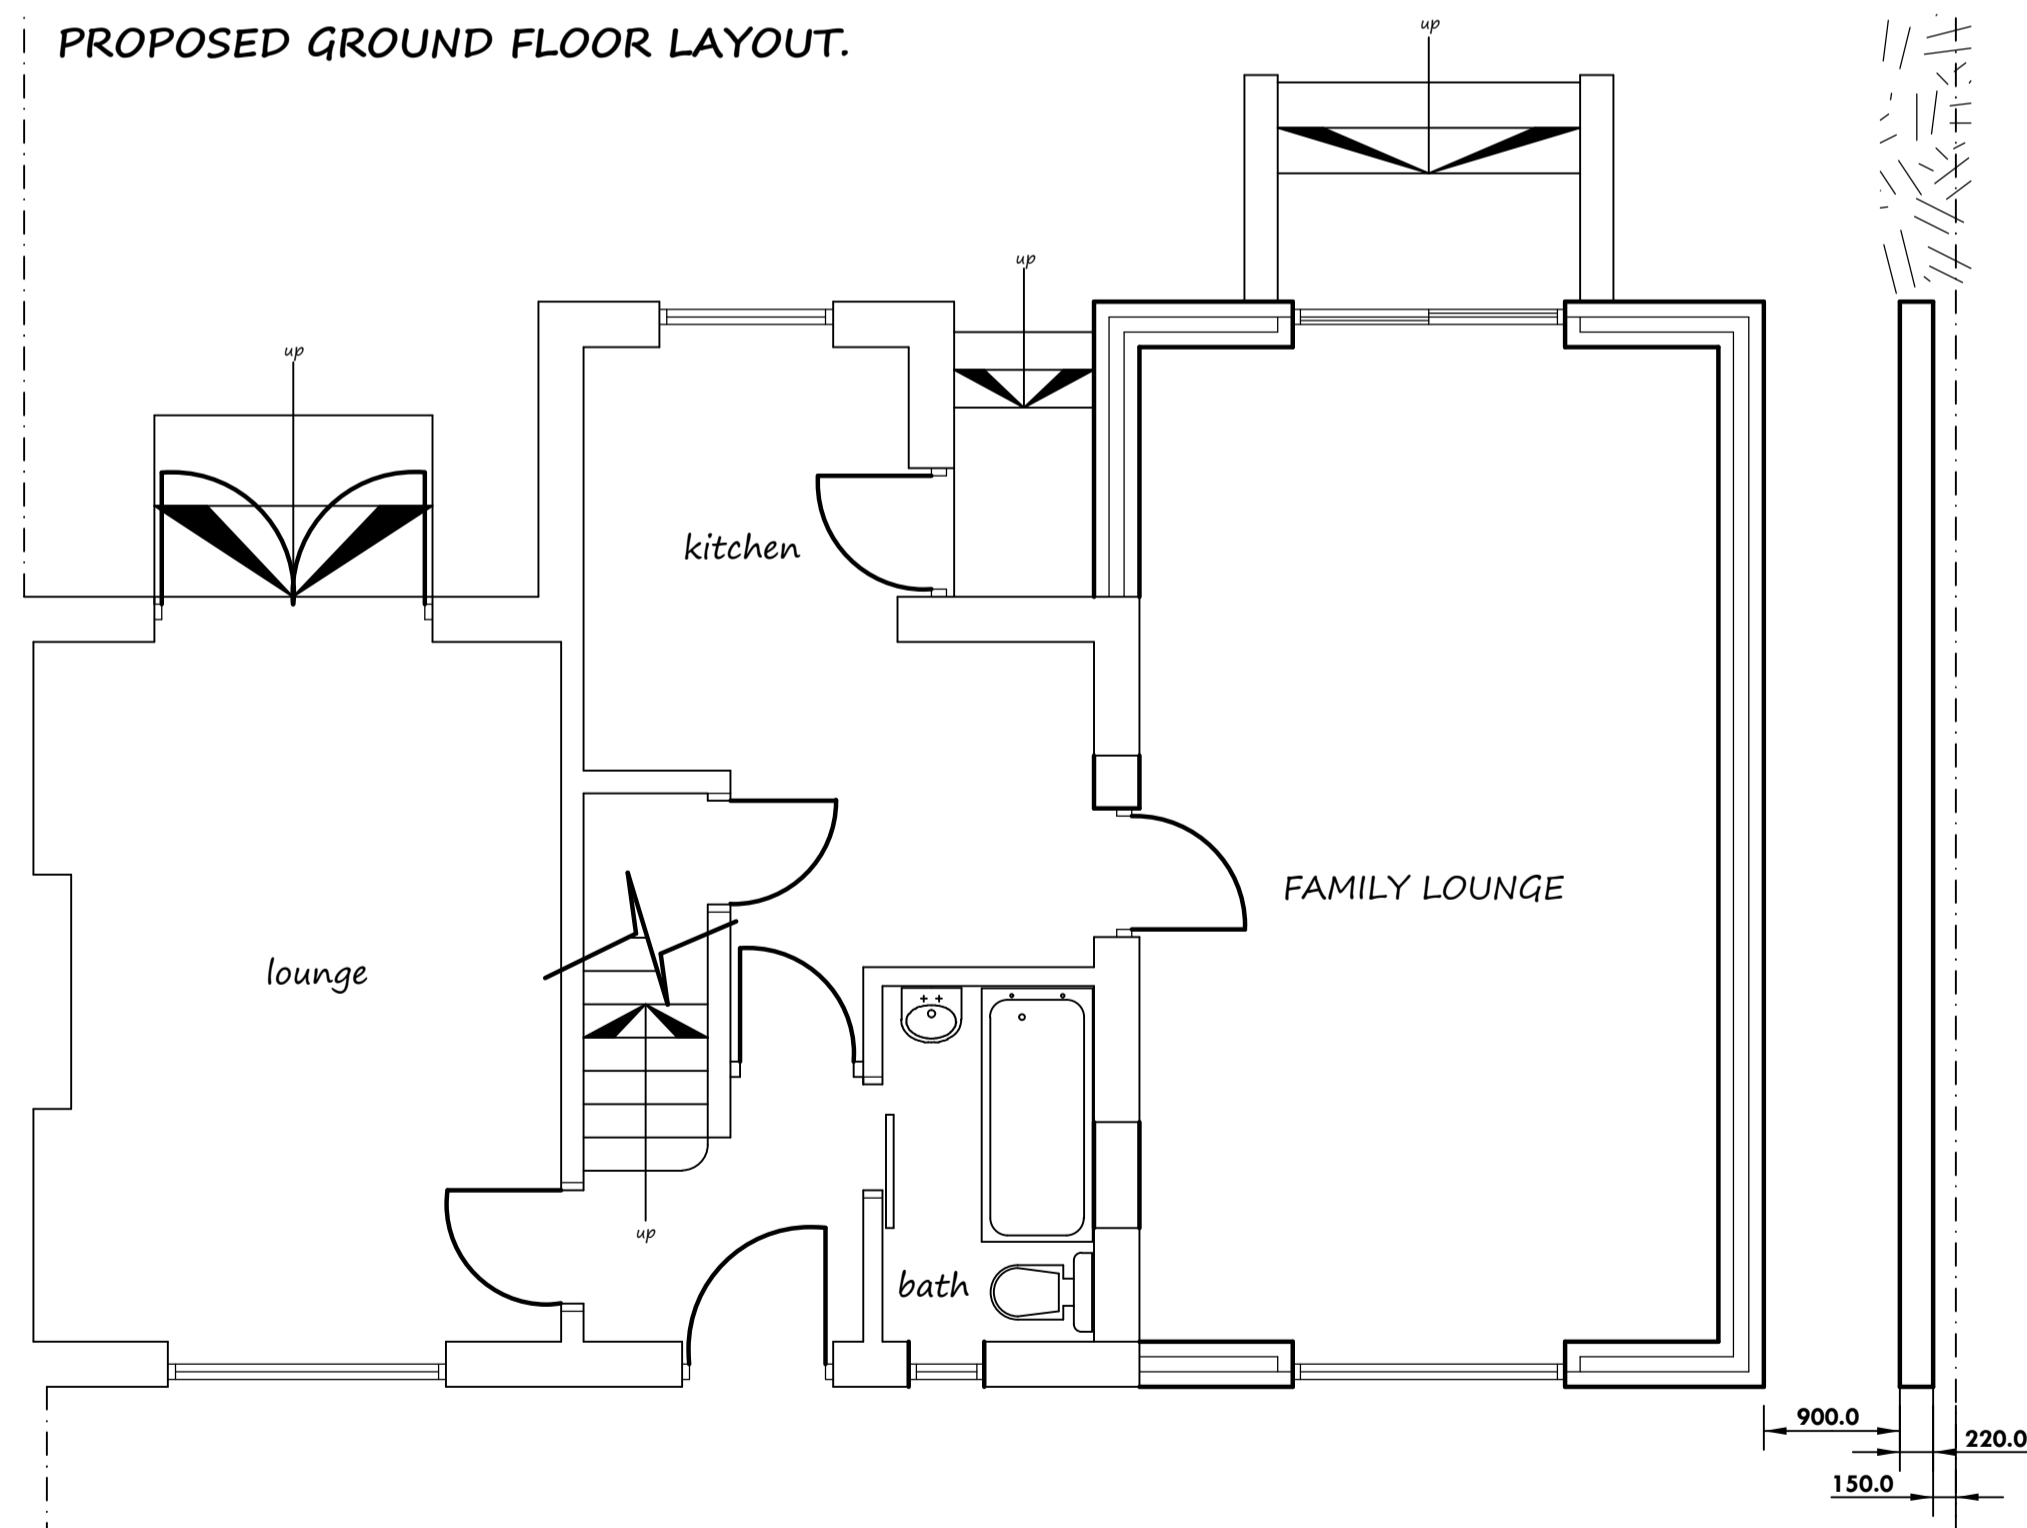 PROPOSED GROUND FLOOR LAYOUT.
up
up
up
kitchen
FAMILY LOUNGE
lounge
up
bath
900.0
220.0
150.0